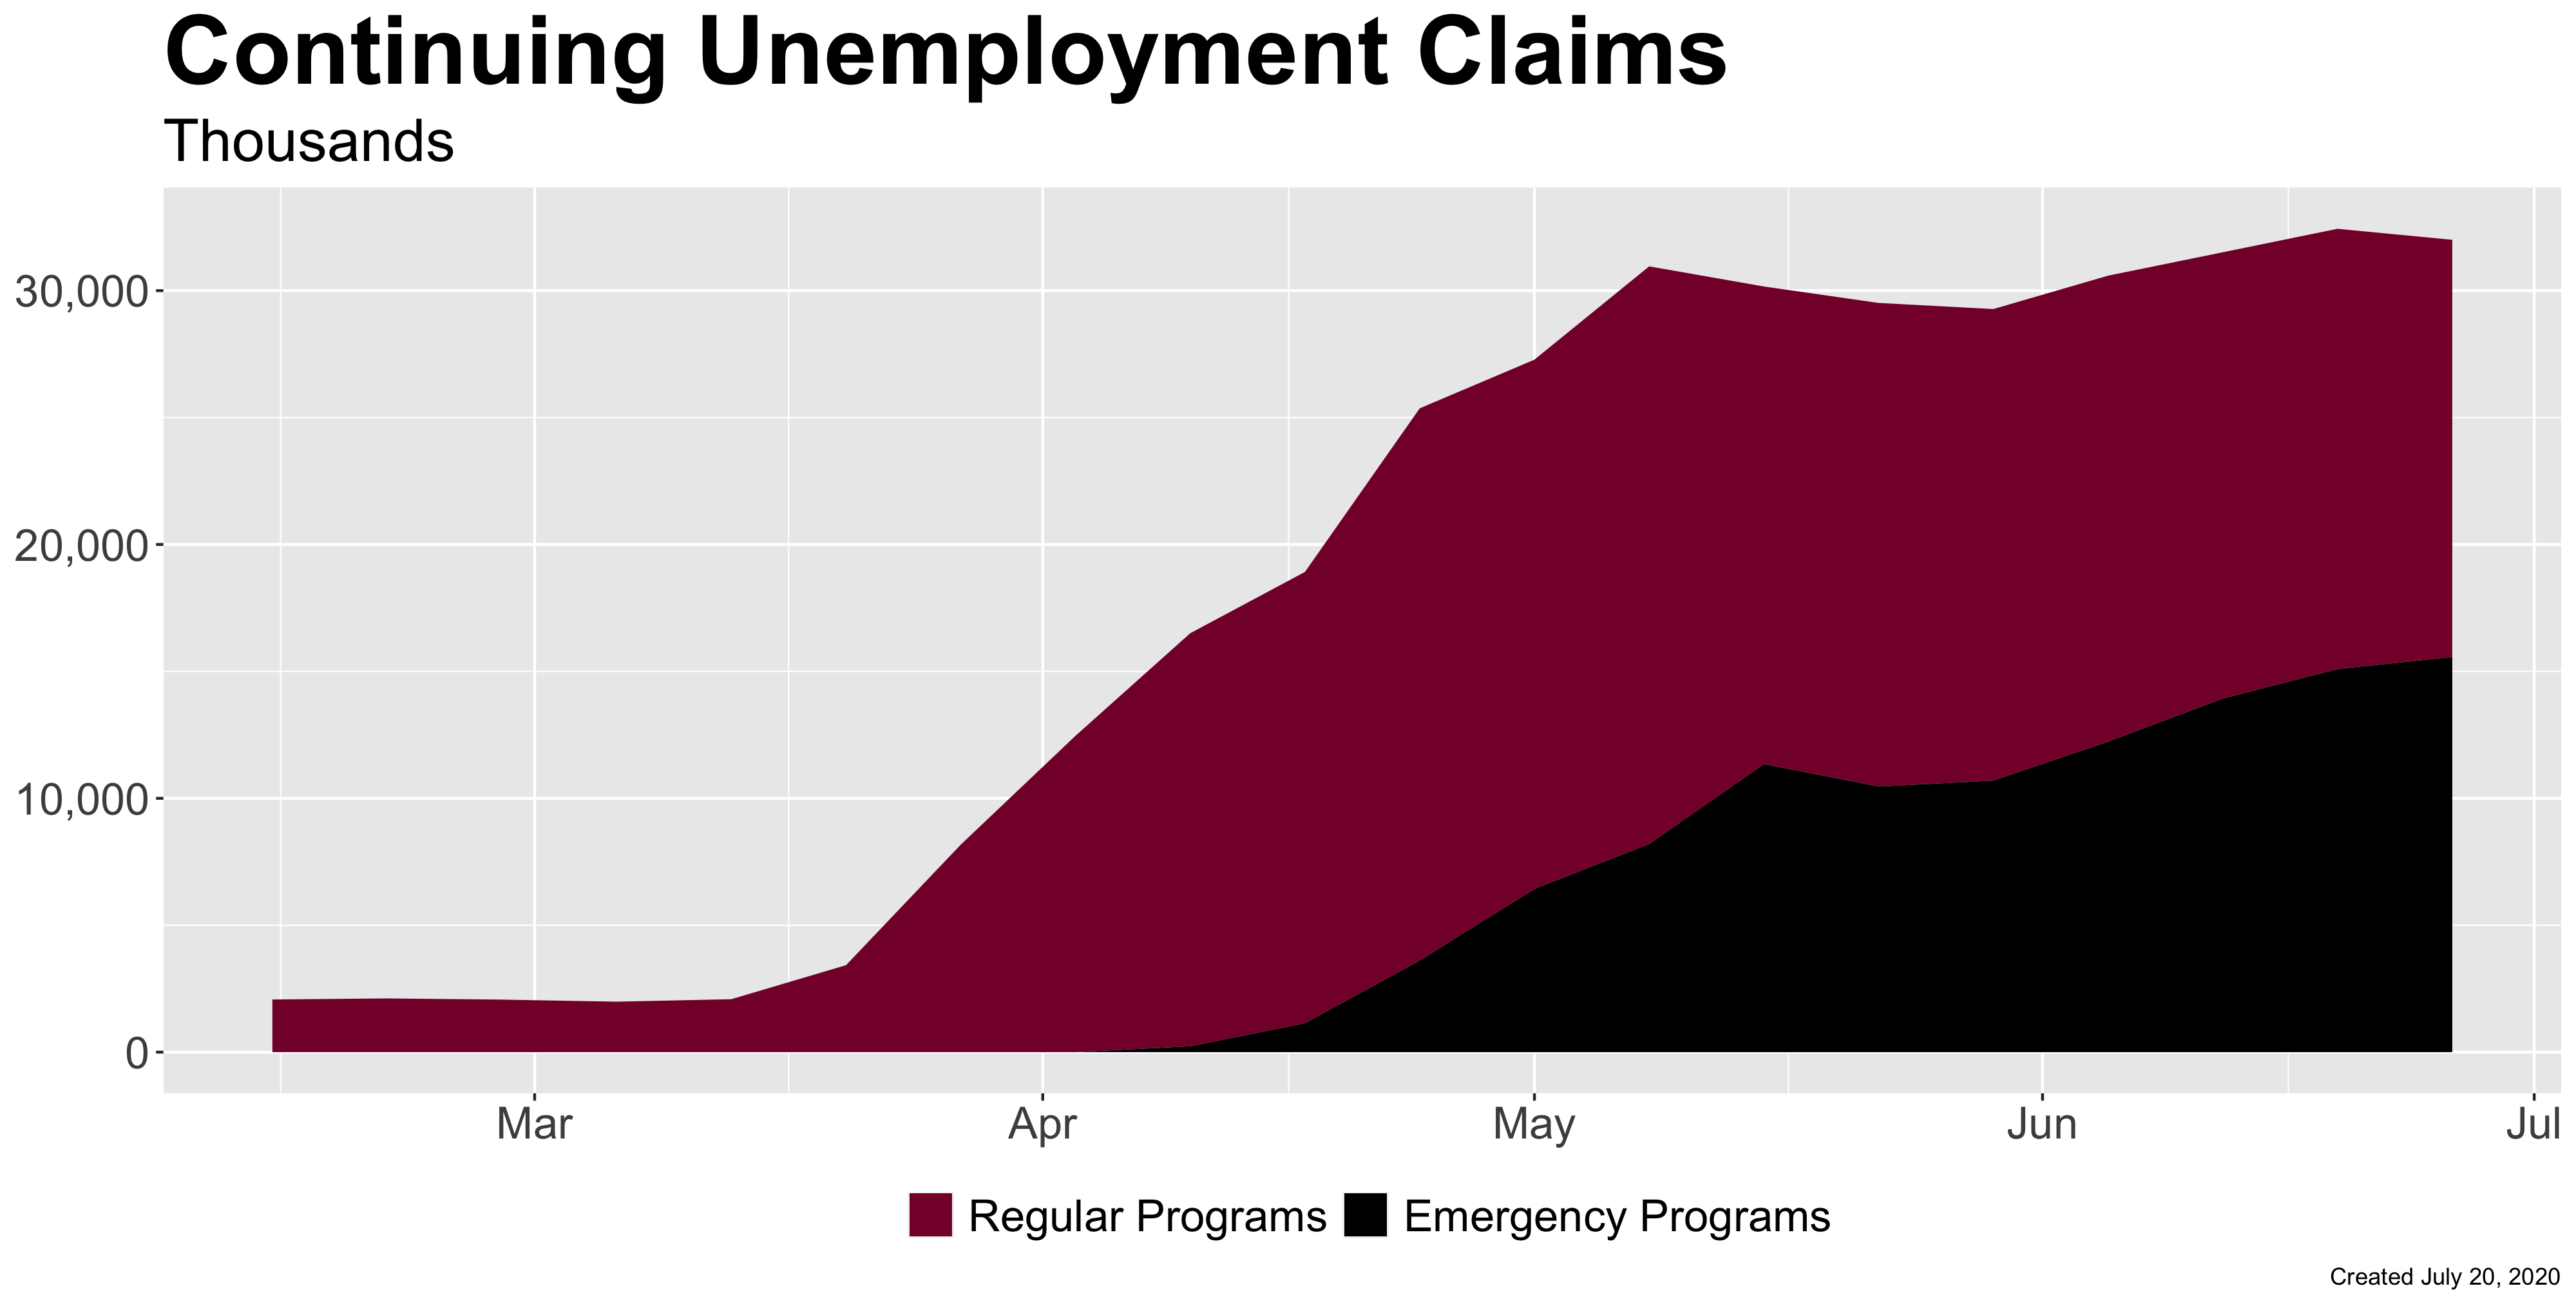 Continuing Unemployment Claims
Thousands
30,000
20,000
10,000
0
Mar Apr May Jun Jul
Regular Programs Emergency Programs
Created July 20, 2020